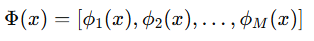 Φ(x) = [ϕ₁(x), ϕ₂(x), . . . , ϕ_M(x)]